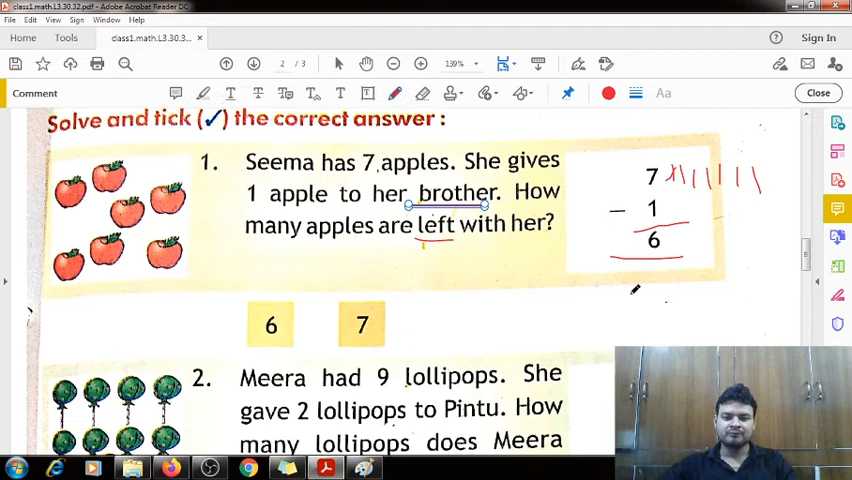 class1.math.L3.30.32.pdf - Adobe Acrobat Reader DC
File Edit View Sign Window Help
Home Tools class1.math.L3.30.3... × Sign In
2 / 3 139%
Comment Aa Close
Solve and tick (✓) the correct answer :
1. Seema has 7 apples. She gives
1 apple to her brother. How
many apples are left with her?
7
– 1
6
6 7
2. Meera had 9 lollipops. She
gave 2 lollipops to Pintu. How
many lollipops does Meera